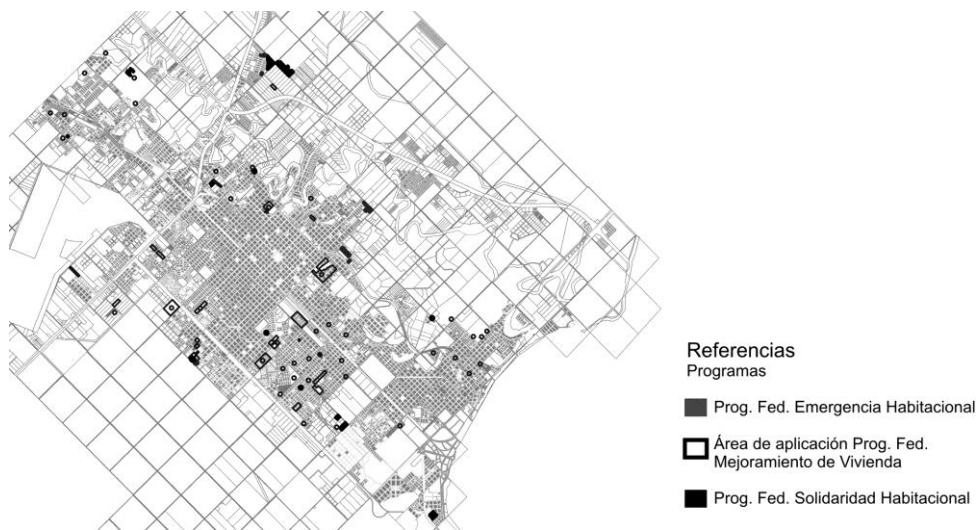 Referencias
Programas
Prog. Fed. Emergencia Habitacional
Área de aplicación Prog. Fed.
Mejoramiento de Vivienda
Prog. Fed. Solidaridad Habitacional